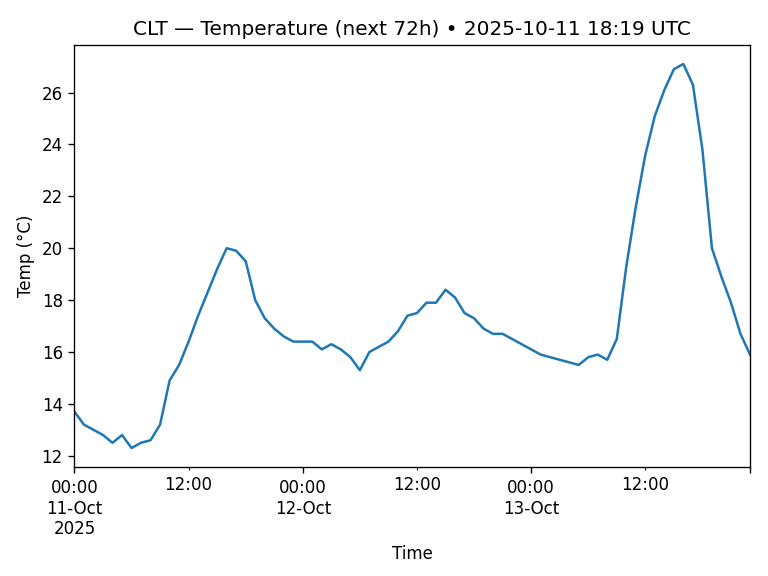 CLT — Temperature (next 72h) • 2025-10-11 18:19 UTC
Temp (°C)
26
24
22
20
18
16
14
12
00:00 12:00 00:00 12:00 00:00 12:00
11-Oct 12-Oct 13-Oct
2025
Time